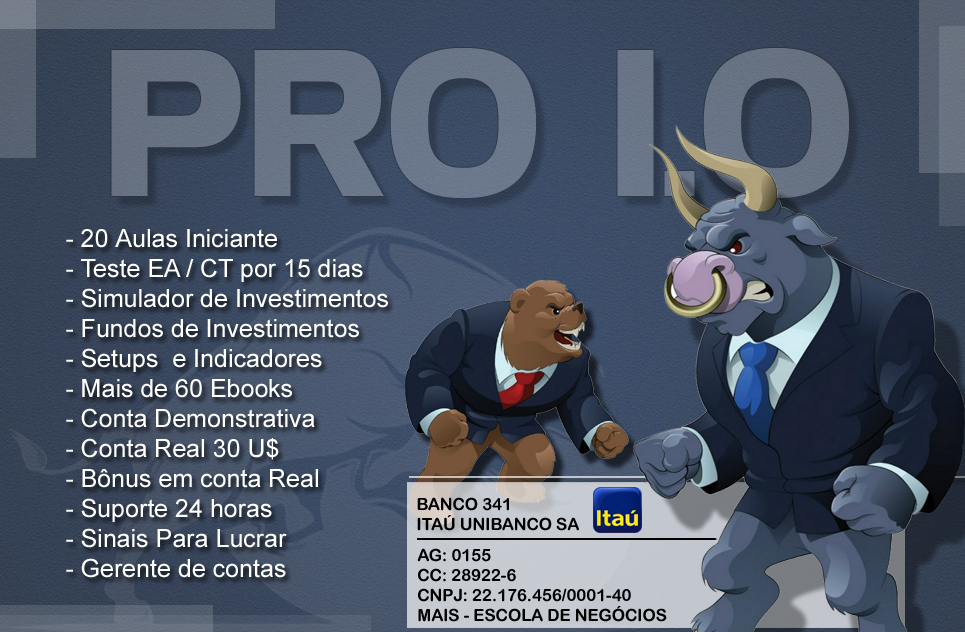 PRO 1.0
- 20 Aulas Iniciante
- Teste EA / CT por 15 dias
- Simulador de Investimentos
- Fundos de Investimentos
- Setups e Indicadores
- Mais de 60 Ebooks
- Conta Demonstrativa
- Conta Real 30 U$
- Bônus em conta Real
- Suporte 24 horas
- Sinais Para Lucrar
- Gerente de contas
BANCO 341
ITAÚ UNIBANCO SA
Itaú
AG: 0155
CC: 28922-6
CNPJ: 22.176.456/0001-40
MAIS - ESCOLA DE NEGÓCIOS